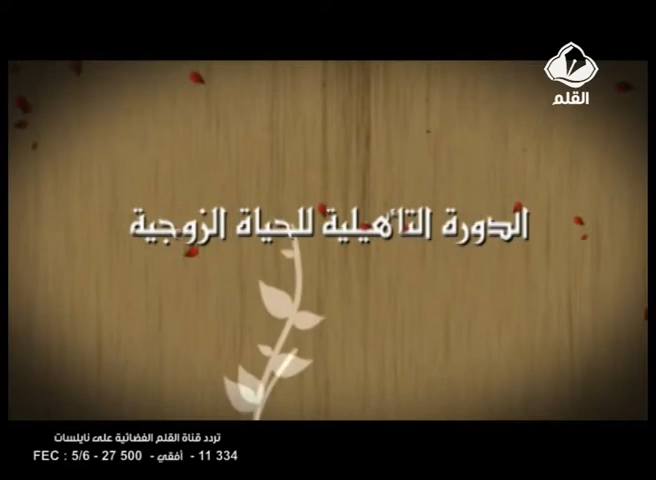 القلم
الدورة التأهيلية للحياة الزوجية
تردد قناة القلم الفضائية على نايلسات
11 334 - أفقي - 27 500 - FEC : 5/6